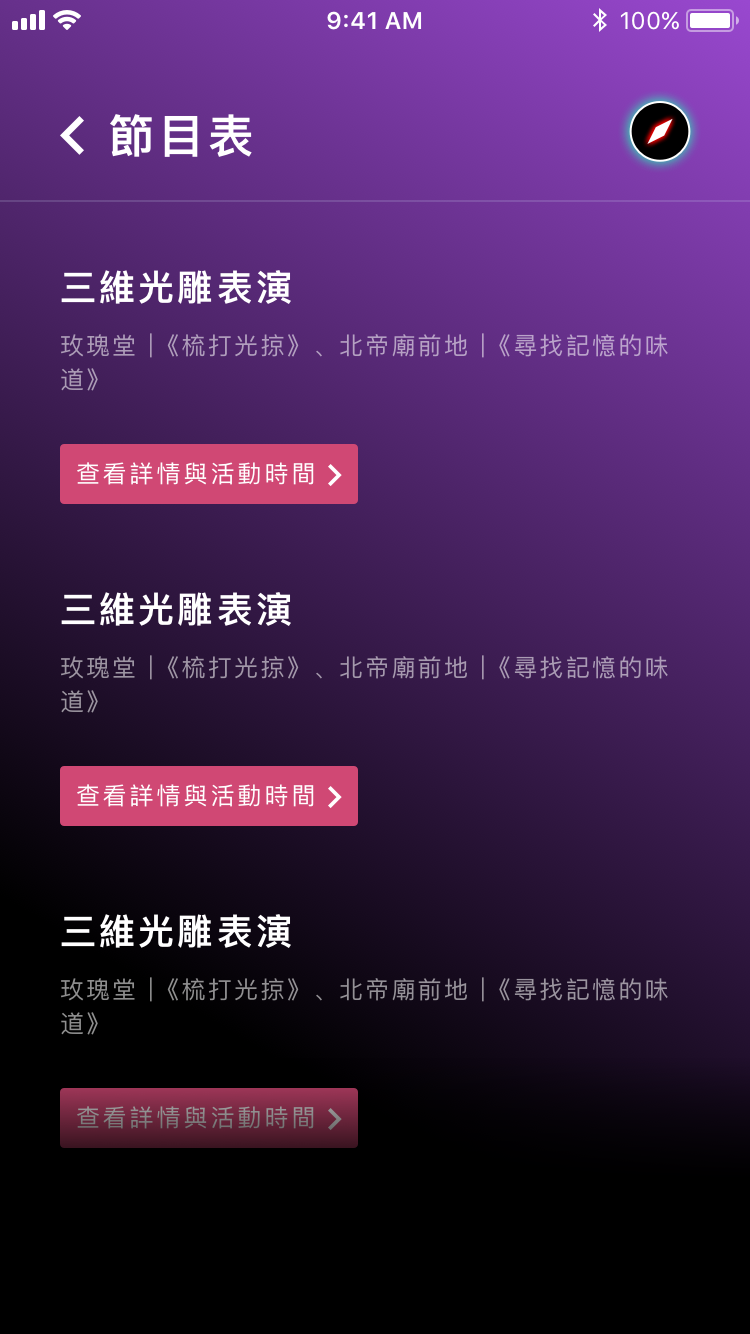 9:41 AM 100%
節目表
三維光雕表演
玫瑰堂 |《梳打光掠》、北帝廟前地 |《尋找記憶的味
道》
查看詳情與活動時間
三維光雕表演
玫瑰堂 |《梳打光掠》、北帝廟前地 |《尋找記憶的味
道》
查看詳情與活動時間
三維光雕表演
玫瑰堂 |《梳打光掠》、北帝廟前地 |《尋找記憶的味
道》
查看詳情與活動時間